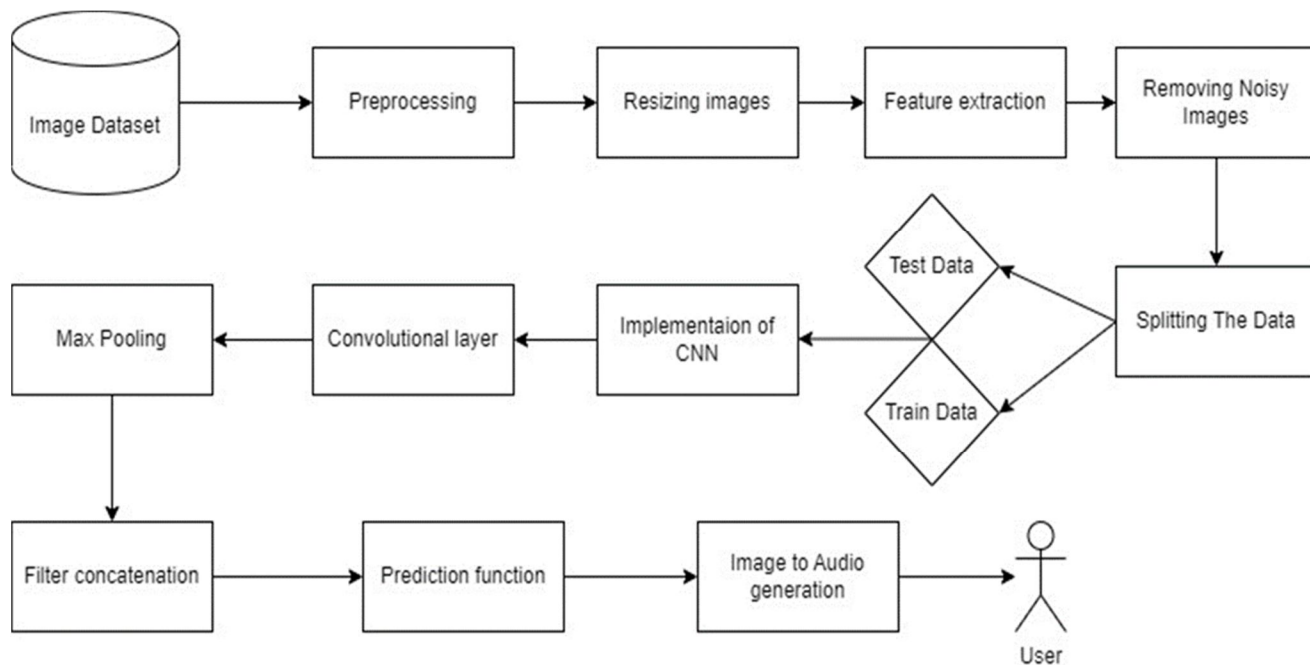 Image Dataset
Preprocessing
Resizing images
Feature extraction
Removing Noisy
Images
Test Data
Splitting The Data
Train Data
Implementaion of
CNN
Convolutional layer
Max Pooling
Filter concatenation
Prediction function
Image to Audio
generation
User